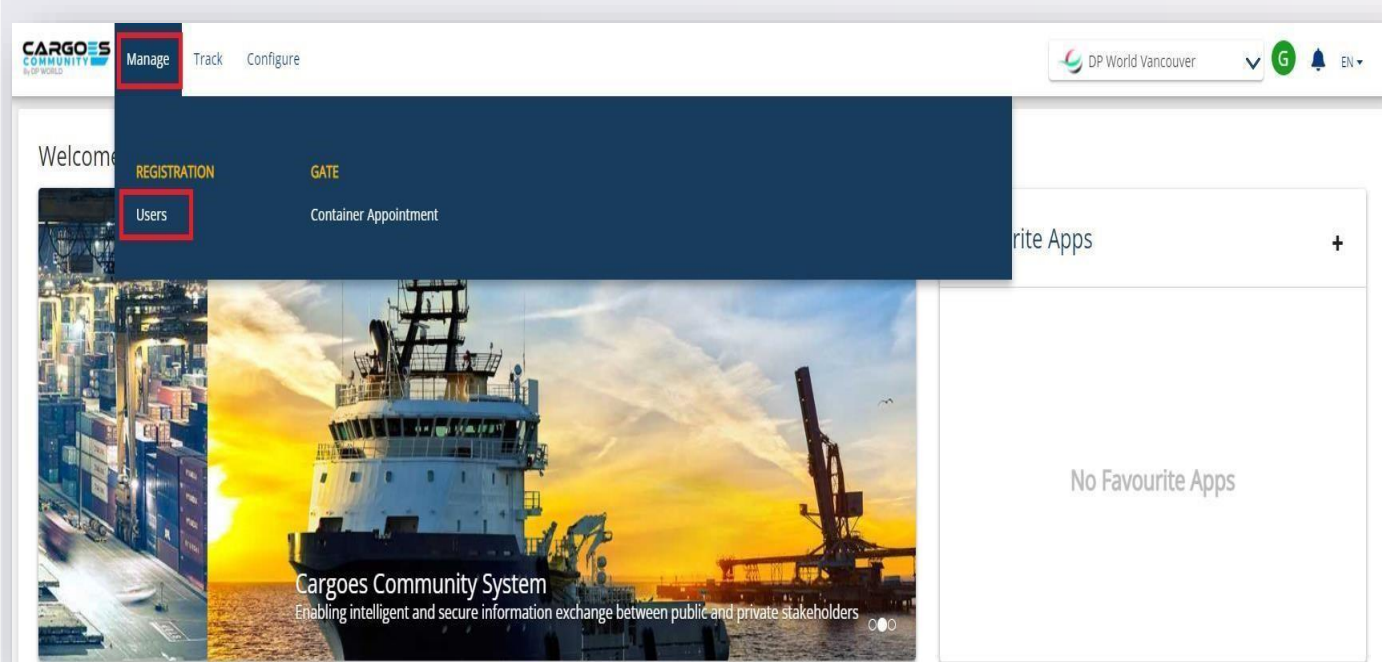 CARGOES
COMMUNITY
By DP WORLD
Manage
Track
Configure
DP World Vancouver
G
EN
Welcome
REGISTRATION
GATE
Users
Container Appointment
rite Apps
+
No Favourite Apps
Cargoes Community System
Enabling intelligent and secure information exchange between public and private stakeholders